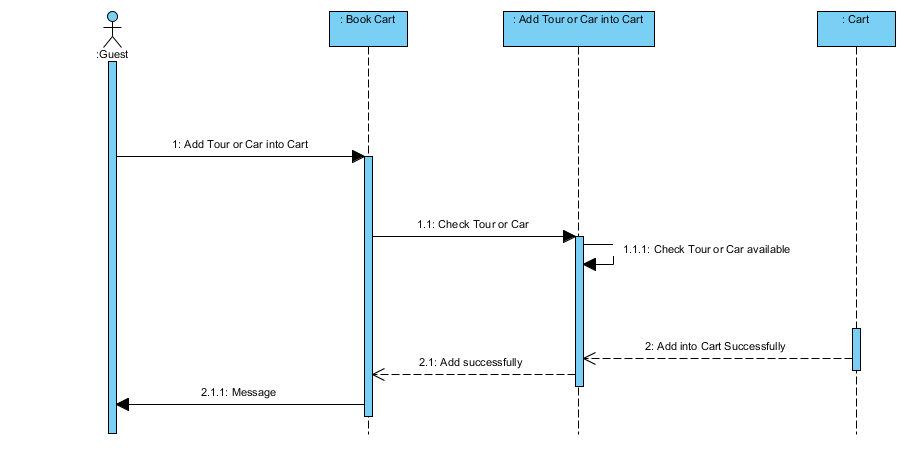 : Book Cart
: Add Tour or Car into Cart
: Cart
:Guest
1: Add Tour or Car into Cart
1.1: Check Tour or Car
1.1.1: Check Tour or Car available
2: Add into Cart Successfully
2.1: Add successfully
2.1.1: Message